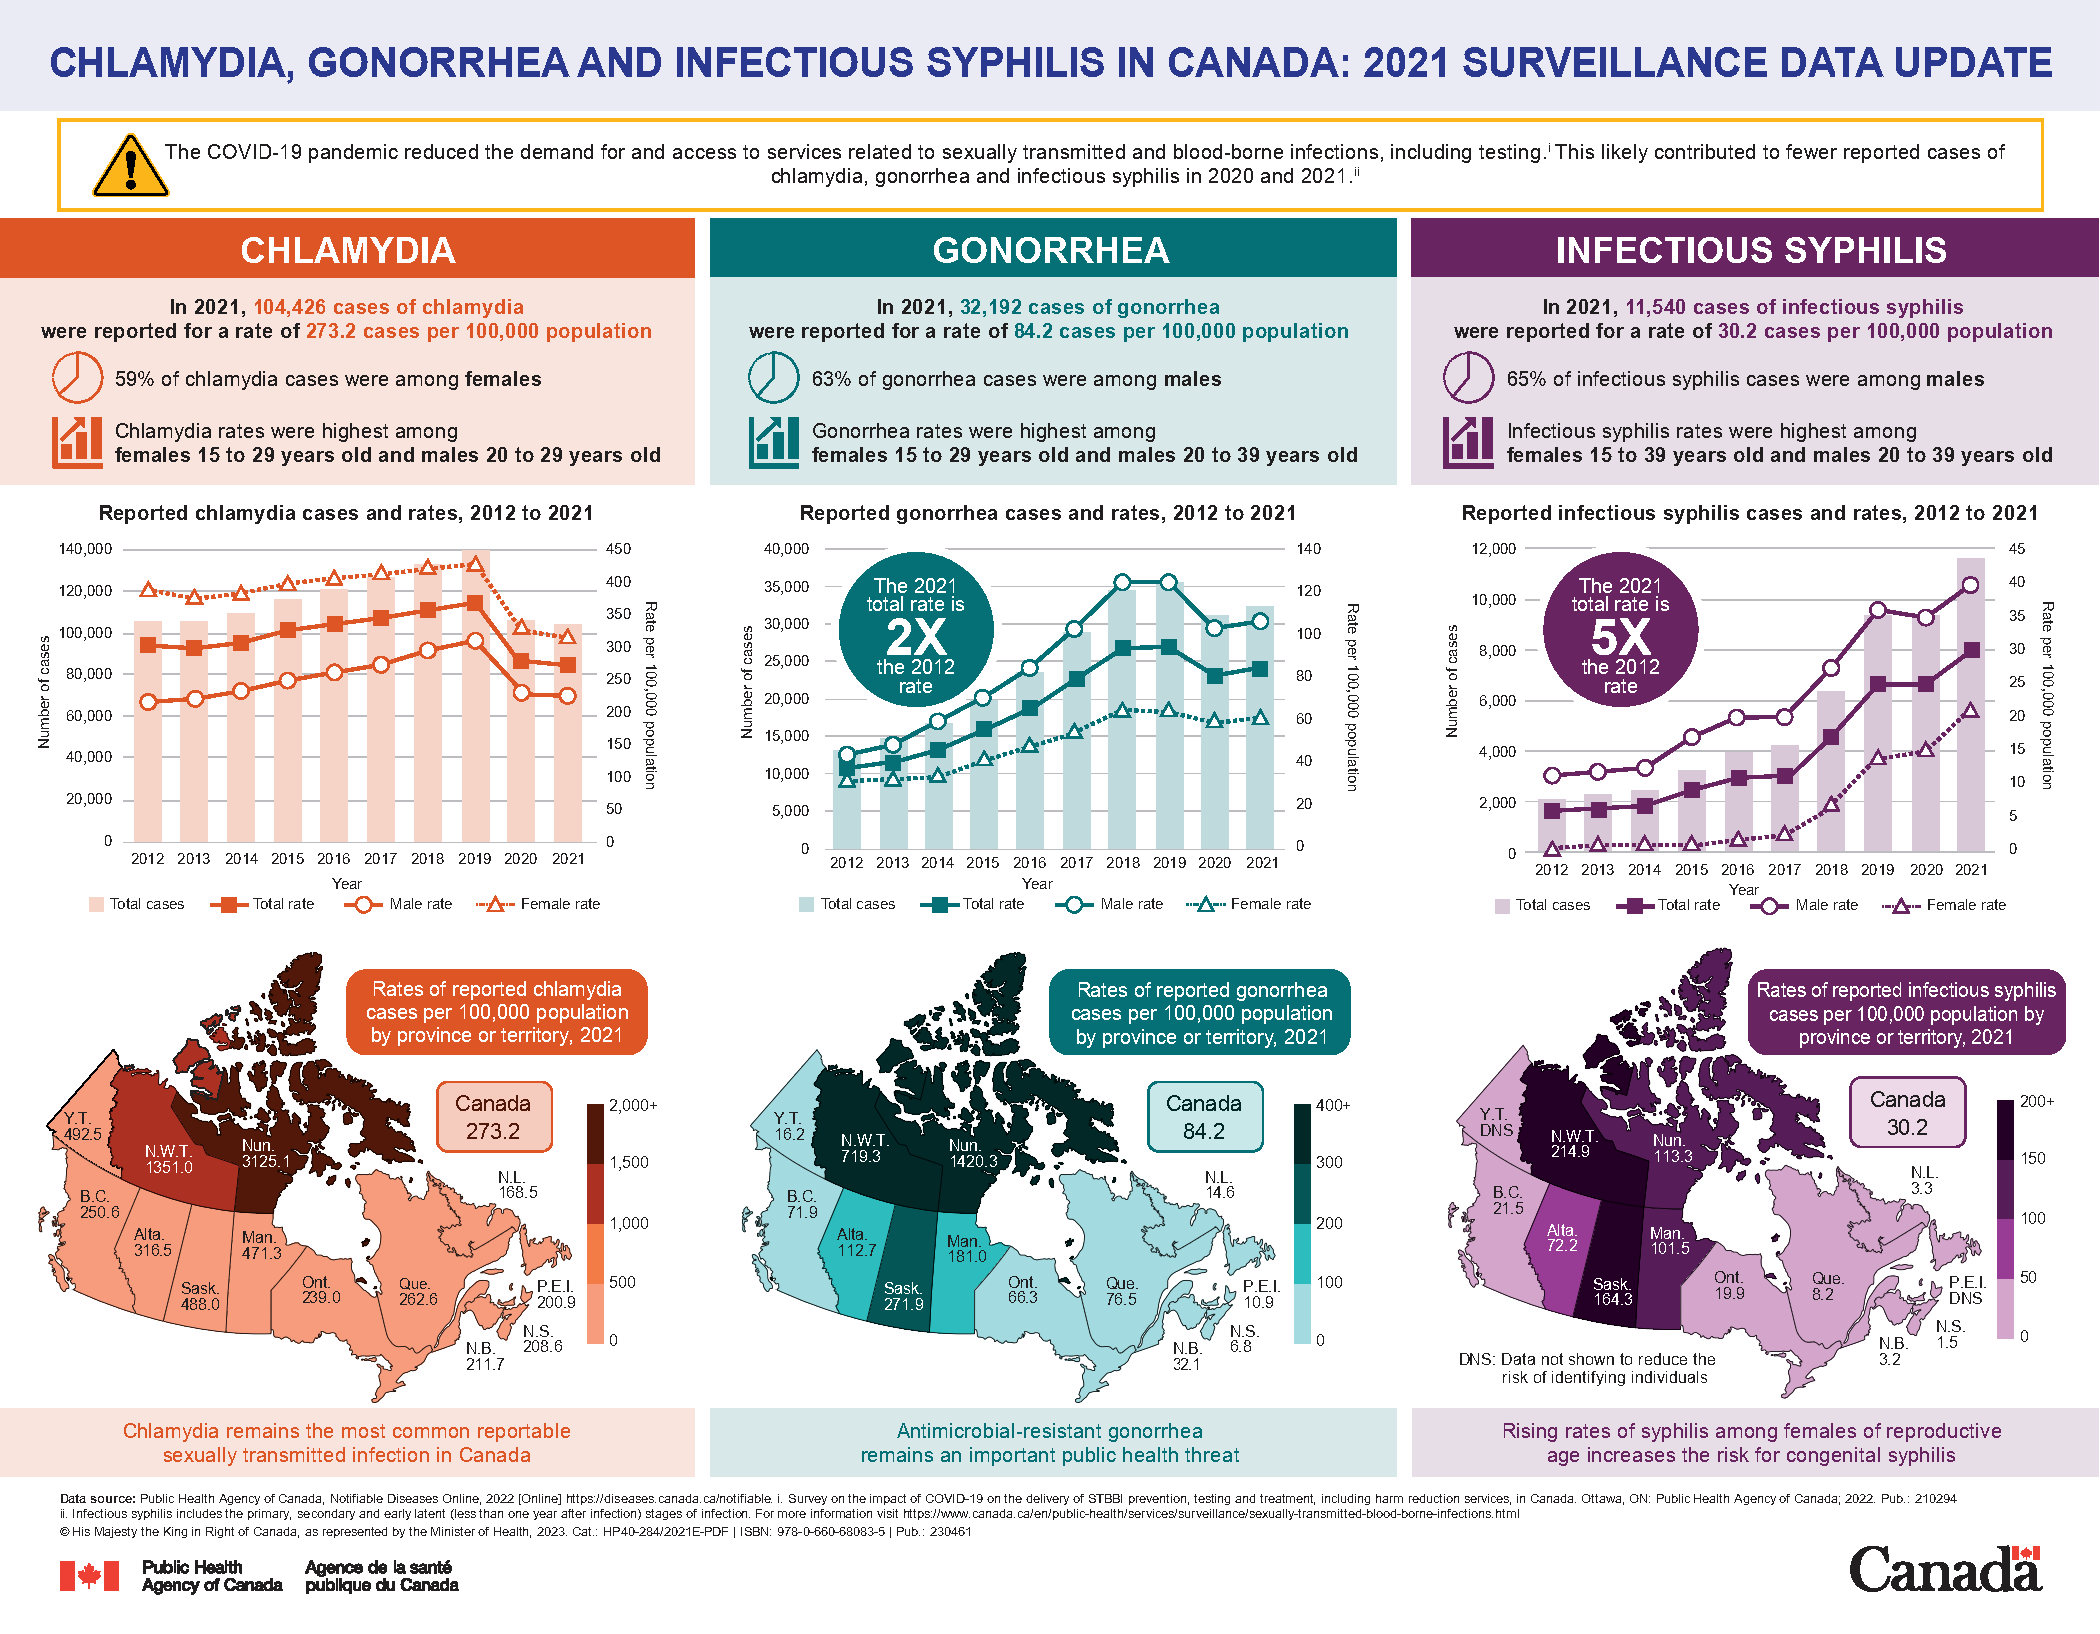 CHLAMYDIA, GONORRHEA AND INFECTIOUS SYPHILIS IN CANADA: 2021 SURVEILLANCE DATA UPDATE
The COVID-19 pandemic reduced the demand for and access to services related to sexually transmitted and blood-borne infections, including testing.i This likely contributed to fewer reported cases of
chlamydia, gonorrhea and infectious syphilis in 2020 and 2021.ii
CHLAMYDIA
In 2021, 104,426 cases of chlamydia
were reported for a rate of 273.2 cases per 100,000 population
59% of chlamydia cases were among females
Chlamydia rates were highest among
females 15 to 29 years old and males 20 to 29 years old
Reported chlamydia cases and rates, 2012 to 2021
Number of cases
140,000
120,000
100,000
80,000
60,000
40,000
20,000
0
450
400
350
300
250
200
150
100
50
0
Rate per 100,000 population
2012 2013 2014 2015 2016 2017 2018 2019 2020 2021
Year
Total cases Total rate Male rate Female rate
Rates of reported chlamydia
cases per 100,000 population
by province or territory, 2021
Canada
273.2
Y.T.
492.5
N.W.T.
1351.0
Nun.
3125.1
N.L.
168.5
B.C.
250.6
Alta.
316.5
Man.
471.3
Sask.
488.0
Ont.
239.0
Que.
262.6
P.E.I.
200.9
N.S.
208.6
N.B.
211.7
2,000+
1,500
1,000
500
0
Chlamydia remains the most common reportable
sexually transmitted infection in Canada
GONORRHEA
In 2021, 32,192 cases of gonorrhea
were reported for a rate of 84.2 cases per 100,000 population
63% of gonorrhea cases were among males
Gonorrhea rates were highest among
females 15 to 29 years old and males 20 to 39 years old
Reported gonorrhea cases and rates, 2012 to 2021
Number of cases
40,000
35,000
30,000
25,000
20,000
15,000
10,000
5,000
0
The 2021
total rate is
2X
the 2012
rate
140
120
100
80
60
40
20
0
Rate per 100,000 population
2012 2013 2014 2015 2016 2017 2018 2019 2020 2021
Year
Total cases Total rate Male rate Female rate
Rates of reported gonorrhea
cases per 100,000 population
by province or territory, 2021
Canada
84.2
Y.T.
16.2
N.W.T.
719.3
Nun.
1420.3
N.L.
14.6
B.C.
71.9
Alta.
112.7
Man.
181.0
Sask.
271.9
Ont.
66.3
Que.
76.5
P.E.I.
10.9
N.S.
6.8
N.B.
32.1
400+
300
200
100
0
Antimicrobial-resistant gonorrhea
remains an important public health threat
INFECTIOUS SYPHILIS
In 2021, 11,540 cases of infectious syphilis
were reported for a rate of 30.2 cases per 100,000 population
65% of infectious syphilis cases were among males
Infectious syphilis rates were highest among
females 15 to 39 years old and males 20 to 39 years old
Reported infectious syphilis cases and rates, 2012 to 2021
Number of cases
12,000
10,000
8,000
6,000
4,000
2,000
0
The 2021
total rate is
5X
the 2012
rate
45
40
35
30
25
20
15
10
5
0
Rate per 100,000 population
2012 2013 2014 2015 2016 2017 2018 2019 2020 2021
Year
Total cases Total rate Male rate Female rate
Rates of reported infectious syphilis
cases per 100,000 population by
province or territory, 2021
Canada
30.2
Y.T.
DNS
N.W.T.
214.9
Nun.
113.3
N.L.
3.3
B.C.
21.5
Alta.
72.2
Man.
101.5
Sask.
164.3
Ont.
19.9
Que.
8.2
P.E.I.
DNS
N.S.
1.5
N.B.
3.2
200+
150
100
50
0
DNS: Data not shown to reduce the
risk of identifying individuals
Rising rates of syphilis among females of reproductive
age increases the risk for congenital syphilis
Data source: Public Health Agency of Canada, Notifiable Diseases Online, 2022 [Online] https://diseases.canada.ca/notifiable. i. Survey on the impact of COVID-19 on the delivery of STBBI prevention, testing and treatment, including harm reduction services, in Canada. Ottawa, ON: Public Health Agency of Canada; 2022. Pub.: 210294
ii. Infectious syphilis includes the primary, secondary and early latent (less than one year after infection) stages of infection. For more information visit https://www.canada.ca/en/public-health/services/surveillance/sexually-transmitted-blood-borne-infections.html
© His Majesty the King in Right of Canada, as represented by the Minister of Health, 2023. Cat.: HP40-284/2021E-PDF | ISBN: 978-0-660-68083-5 | Pub.: 230461
Public Health
Agency of Canada
Agence de la santé
publique du Canada
Canada